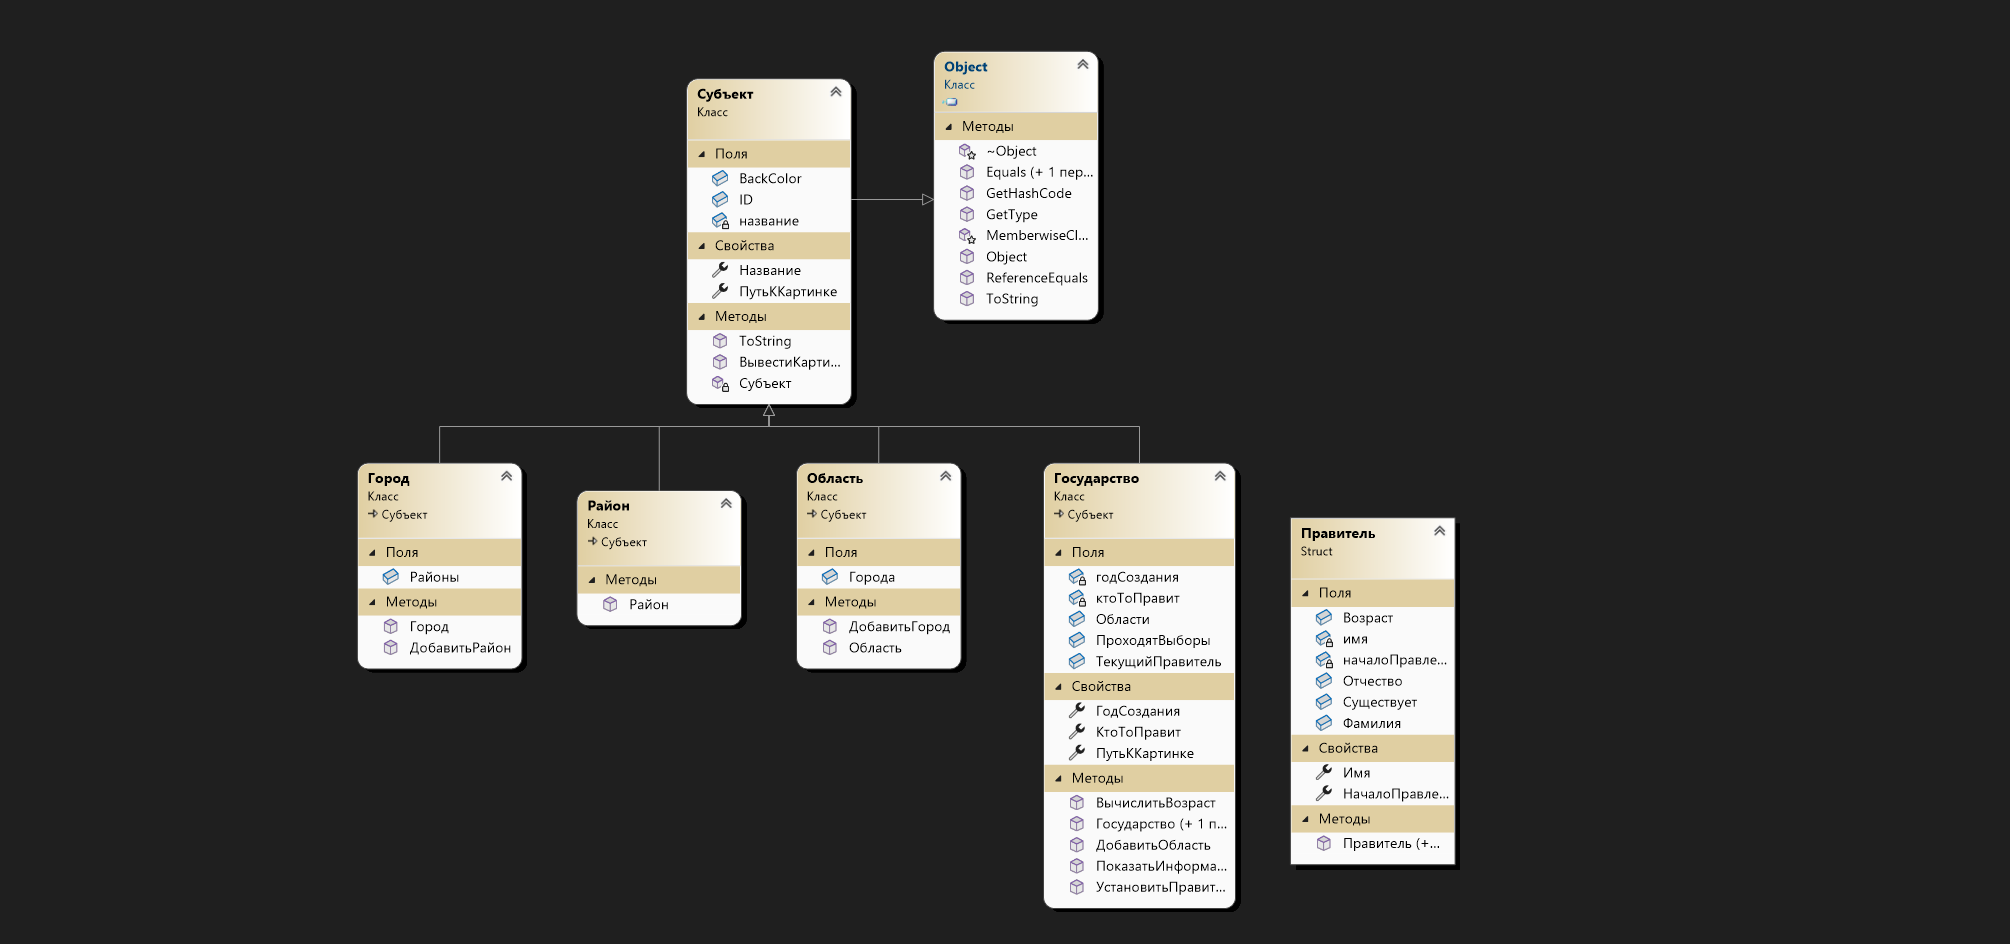 Субъект
Класс
Поля
BackColor
ID
название
Свойства
Название
ПутьККартинке
Методы
ToString
ВывестиКарти...
Субъект
Object
Класс
Методы
~Object
Equals (+ 1 пер...
GetHashCode
GetType
MemberwiseCl...
Object
ReferenceEquals
ToString
Город
Класс
Субъект
Поля
Районы
Методы
Город
ДобавитьРайон
Район
Класс
Субъект
Методы
Район
Область
Класс
Субъект
Поля
Города
Методы
ДобавитьГород
Область
Государство
Класс
Субъект
Поля
годСоздания
ктоТоПравит
Области
ПроходятВыборы
ТекущийПравитель
Свойства
ГодСоздания
КтоТоПравит
ПутьККартинке
Методы
ВычислитьВозраст
Государство (+ 1 п...
ДобавитьОбласть
ПоказатьИнформа...
УстановитьПравит...
Правитель
Struct
Поля
Возраст
имя
началоПравле...
Отчество
Существует
Фамилия
Свойства
Имя
НачалоПравле...
Методы
Правитель (+...